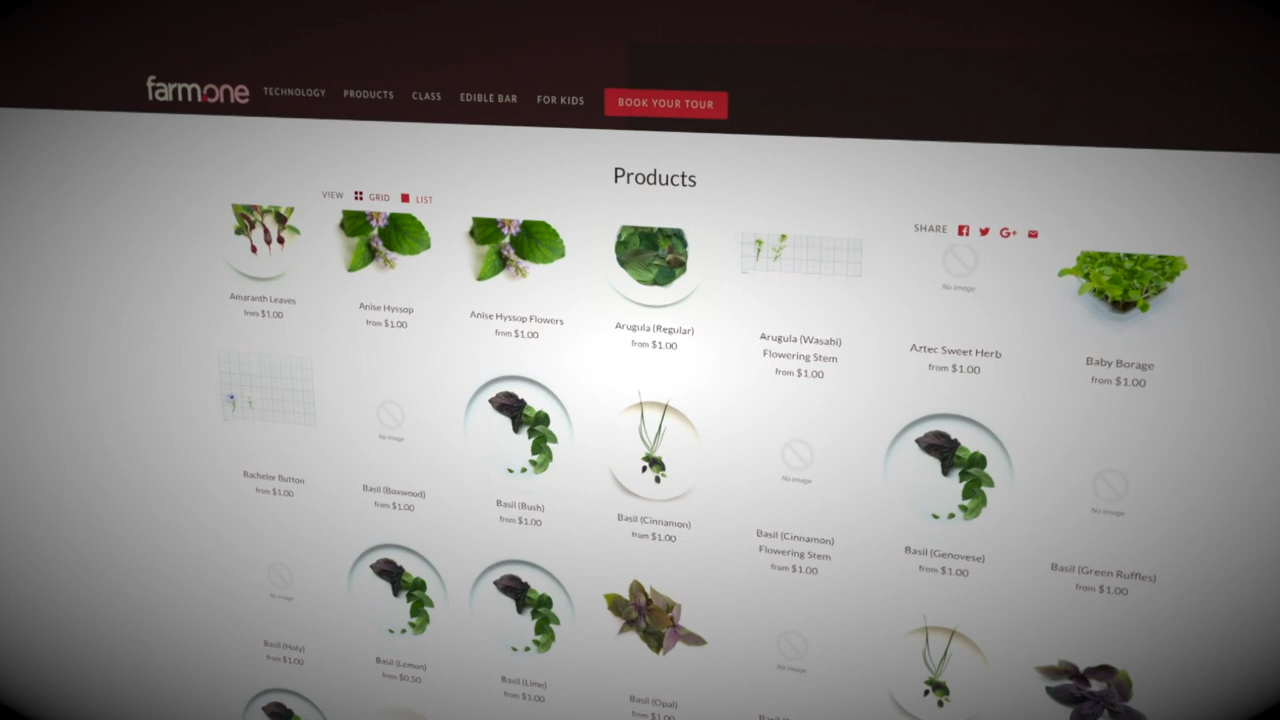 farm.one
TECHNOLOGY
PRODUCTS
CLASS
EDIBLE BAR
FOR KIDS
BOOK YOUR TOUR
Products
VIEW
GRID
LIST
SHARE
Amaranth Leaves
from $1.00
Anise Hyssop
from $1.00
Anise Hyssop Flowers
from $1.00
Arugula (Regular)
from $1.00
Arugula (Wasabi)
Flowering Stem
from $1.00
No image
Aztec Sweet Herb
from $1.00
Baby Borage
from $1.00
Bachelor Button
from $1.00
No image
Basil (Boxwood)
from $1.00
Basil (Bush)
from $1.00
Basil (Cinnamon)
from $1.00
No image
Basil (Cinnamon)
Flowering Stem
from $1.00
Basil (Genovese)
from $1.00
No image
Basil (Green Ruffles)
from $1.00
No image
Basil (Holy)
from $1.00
Basil (Lemon)
from $0.50
Basil (Lime)
from $1.00
Basil (Opal)
from $1.00
No image